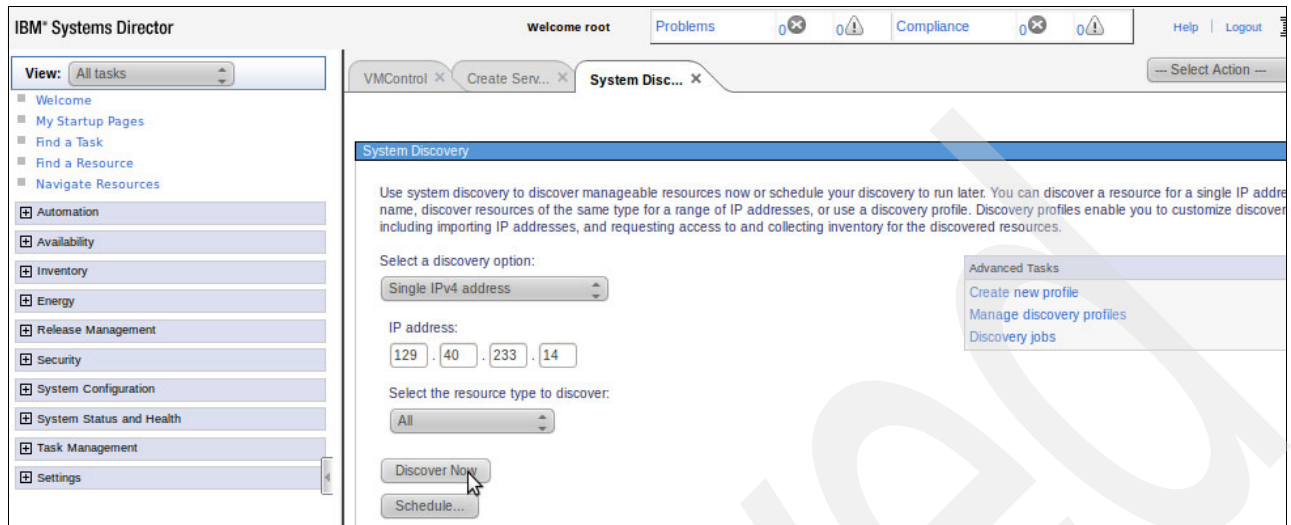 IBM® Systems Director
Welcome root
Problems
0
0
Compliance
0
0
Help
Logout
View: All tasks
Welcome
My Startup Pages
Find a Task
Find a Resource
Navigate Resources
Automation
Availability
Inventory
Energy
Release Management
Security
System Configuration
System Status and Health
Task Management
Settings
VMControl
Create Serv...
System Disc...
--- Select Action ---
System Discovery
Use system discovery to discover manageable resources now or schedule your discovery to run later. You can discover a resource for a single IP addre
name, discover resources of the same type for a range of IP addresses, or use a discovery profile. Discovery profiles enable you to customize discover
including importing IP addresses, and requesting access to and collecting inventory for the discovered resources.
Select a discovery option:
Single IPv4 address
IP address:
129 . 40 . 233 . 14
Select the resource type to discover:
All
Discover Now
Schedule...
Advanced Tasks
Create new profile
Manage discovery profiles
Discovery jobs